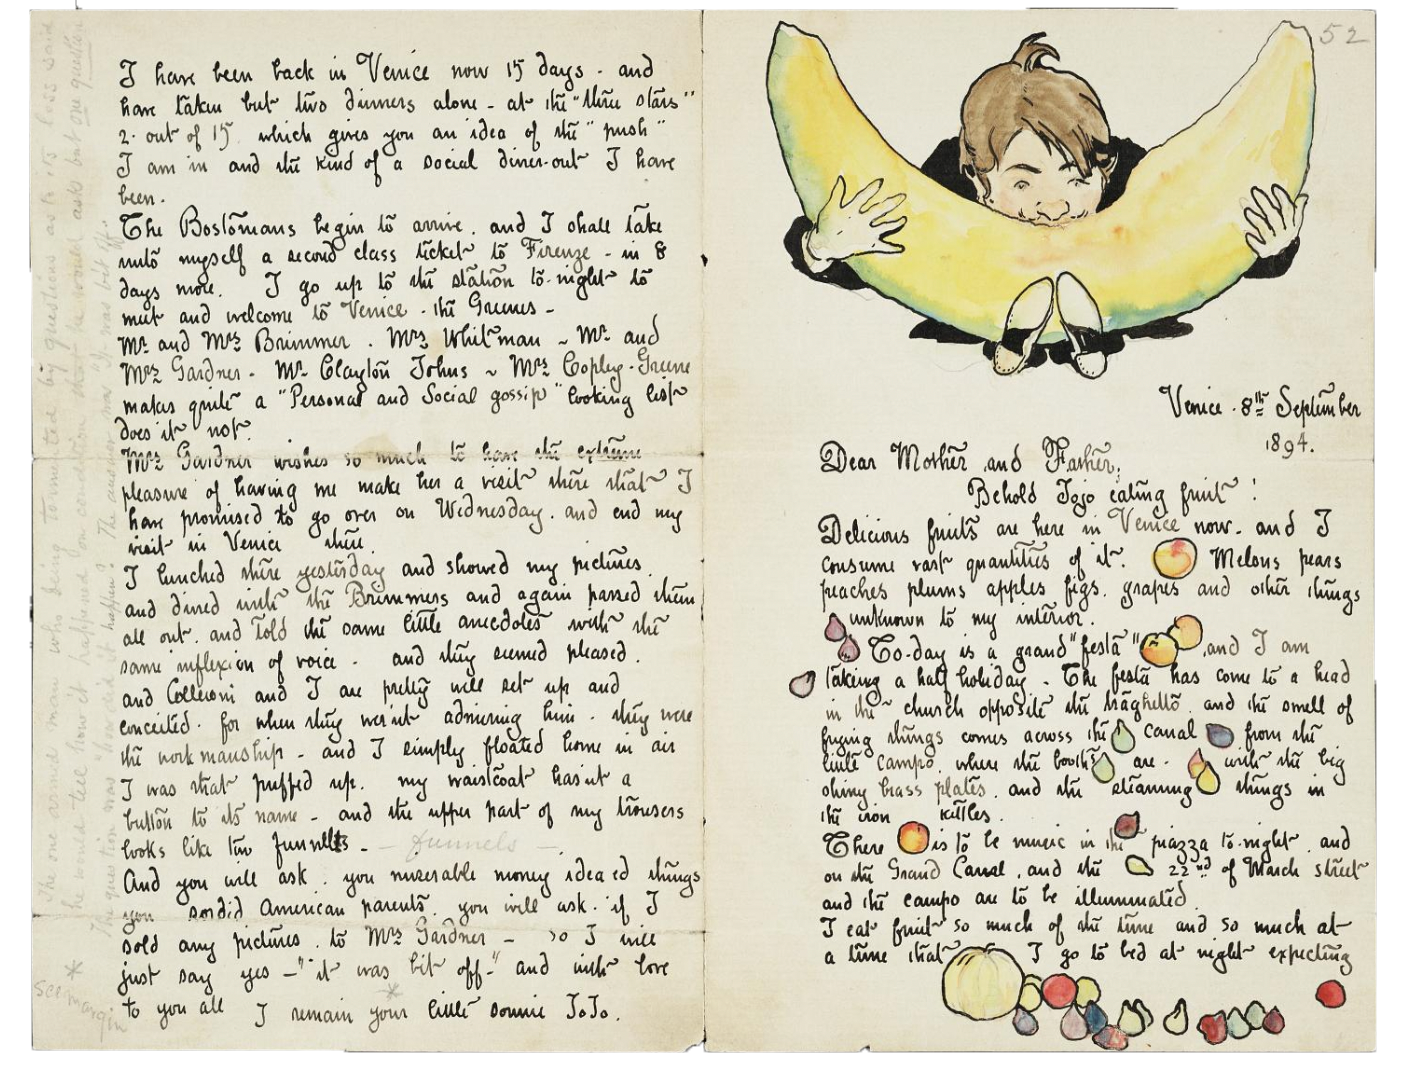 52
Venice . 8th September
1894.
Dear Mother and Father,
Behold Jojo eating fruit !
Delicious fruits are here in Venice now . and I
consume vast quantities of it. Melons pears
peaches plums apples figs. grapes and other things
unknown to my interior.
To-day is a grand "festa" , and I am
taking a half holiday . The festa has come to a head
in the church opposite the traghetto . and the smell of
frying things comes across the canal from the
little campo, where the booths are . with the big
shiny brass plates . and the steaming things in
the iron kettles .
There is to be music in the piazza to-night . and
on the Grand Canal , and the 22nd of March street
and the campo are to be illuminated .
I eat fruit so much of the time and so much at
a time that I go to bed at night expecting
I have been back in Venice now 15 days . and
have taken but two dinners alone - at the "three stars"
2. out of 15. which gives you an idea of the "push"
I am in and the kind of a social diner-out I have
been .
The Bostonians begin to arrive . and I shall take
unto myself a second class ticket to Firenze - in 8
days more. I go up to the station to-night to
meet and welcome to Venice . the Greenes -
Mr and Mrs Brimmer . Mrs Whitman ~ Mr and
Mrs Gardner . Mr Clayton Johns ~ Mrs Copley-Greene
makes quite a "Personal and Social gossip" looking list
does it not.
Mrs Gardner wishes so much to have the extreme
pleasure of having me make her a visit there that I
have promised to go over on Wednesday . and end my
visit in Venice there.
I lunched there yesterday and showed my pictures .
and dined with the Brimmers and again passed them
all out . and told the same little anecdotes with the
same inflexion of voice . and they seemed pleased .
and Colleoni and I are pretty well set up and
conceited . for when they wern't admiring him . they were
the workmanship - and I simply floated home in air
I was that puffed up . my waistcoat hasn't a
button to its name - and the upper part of my trousers
looks like two funnells - - funnels -
And you will ask . you miserable money idea ed things
you sordid American parents . you will ask . if I
sold any pictures . to Mrs Gardner - so I will
just say yes - "it was bit off -" and with love
*
to you all I remain your little sonnie JoJo .
*
See margin
The one armed man who being tormented by questions as to its loss said
he would tell how it happened on condition that he would ask but one question
The question was "how did it happen? The answer was "It was bit off".